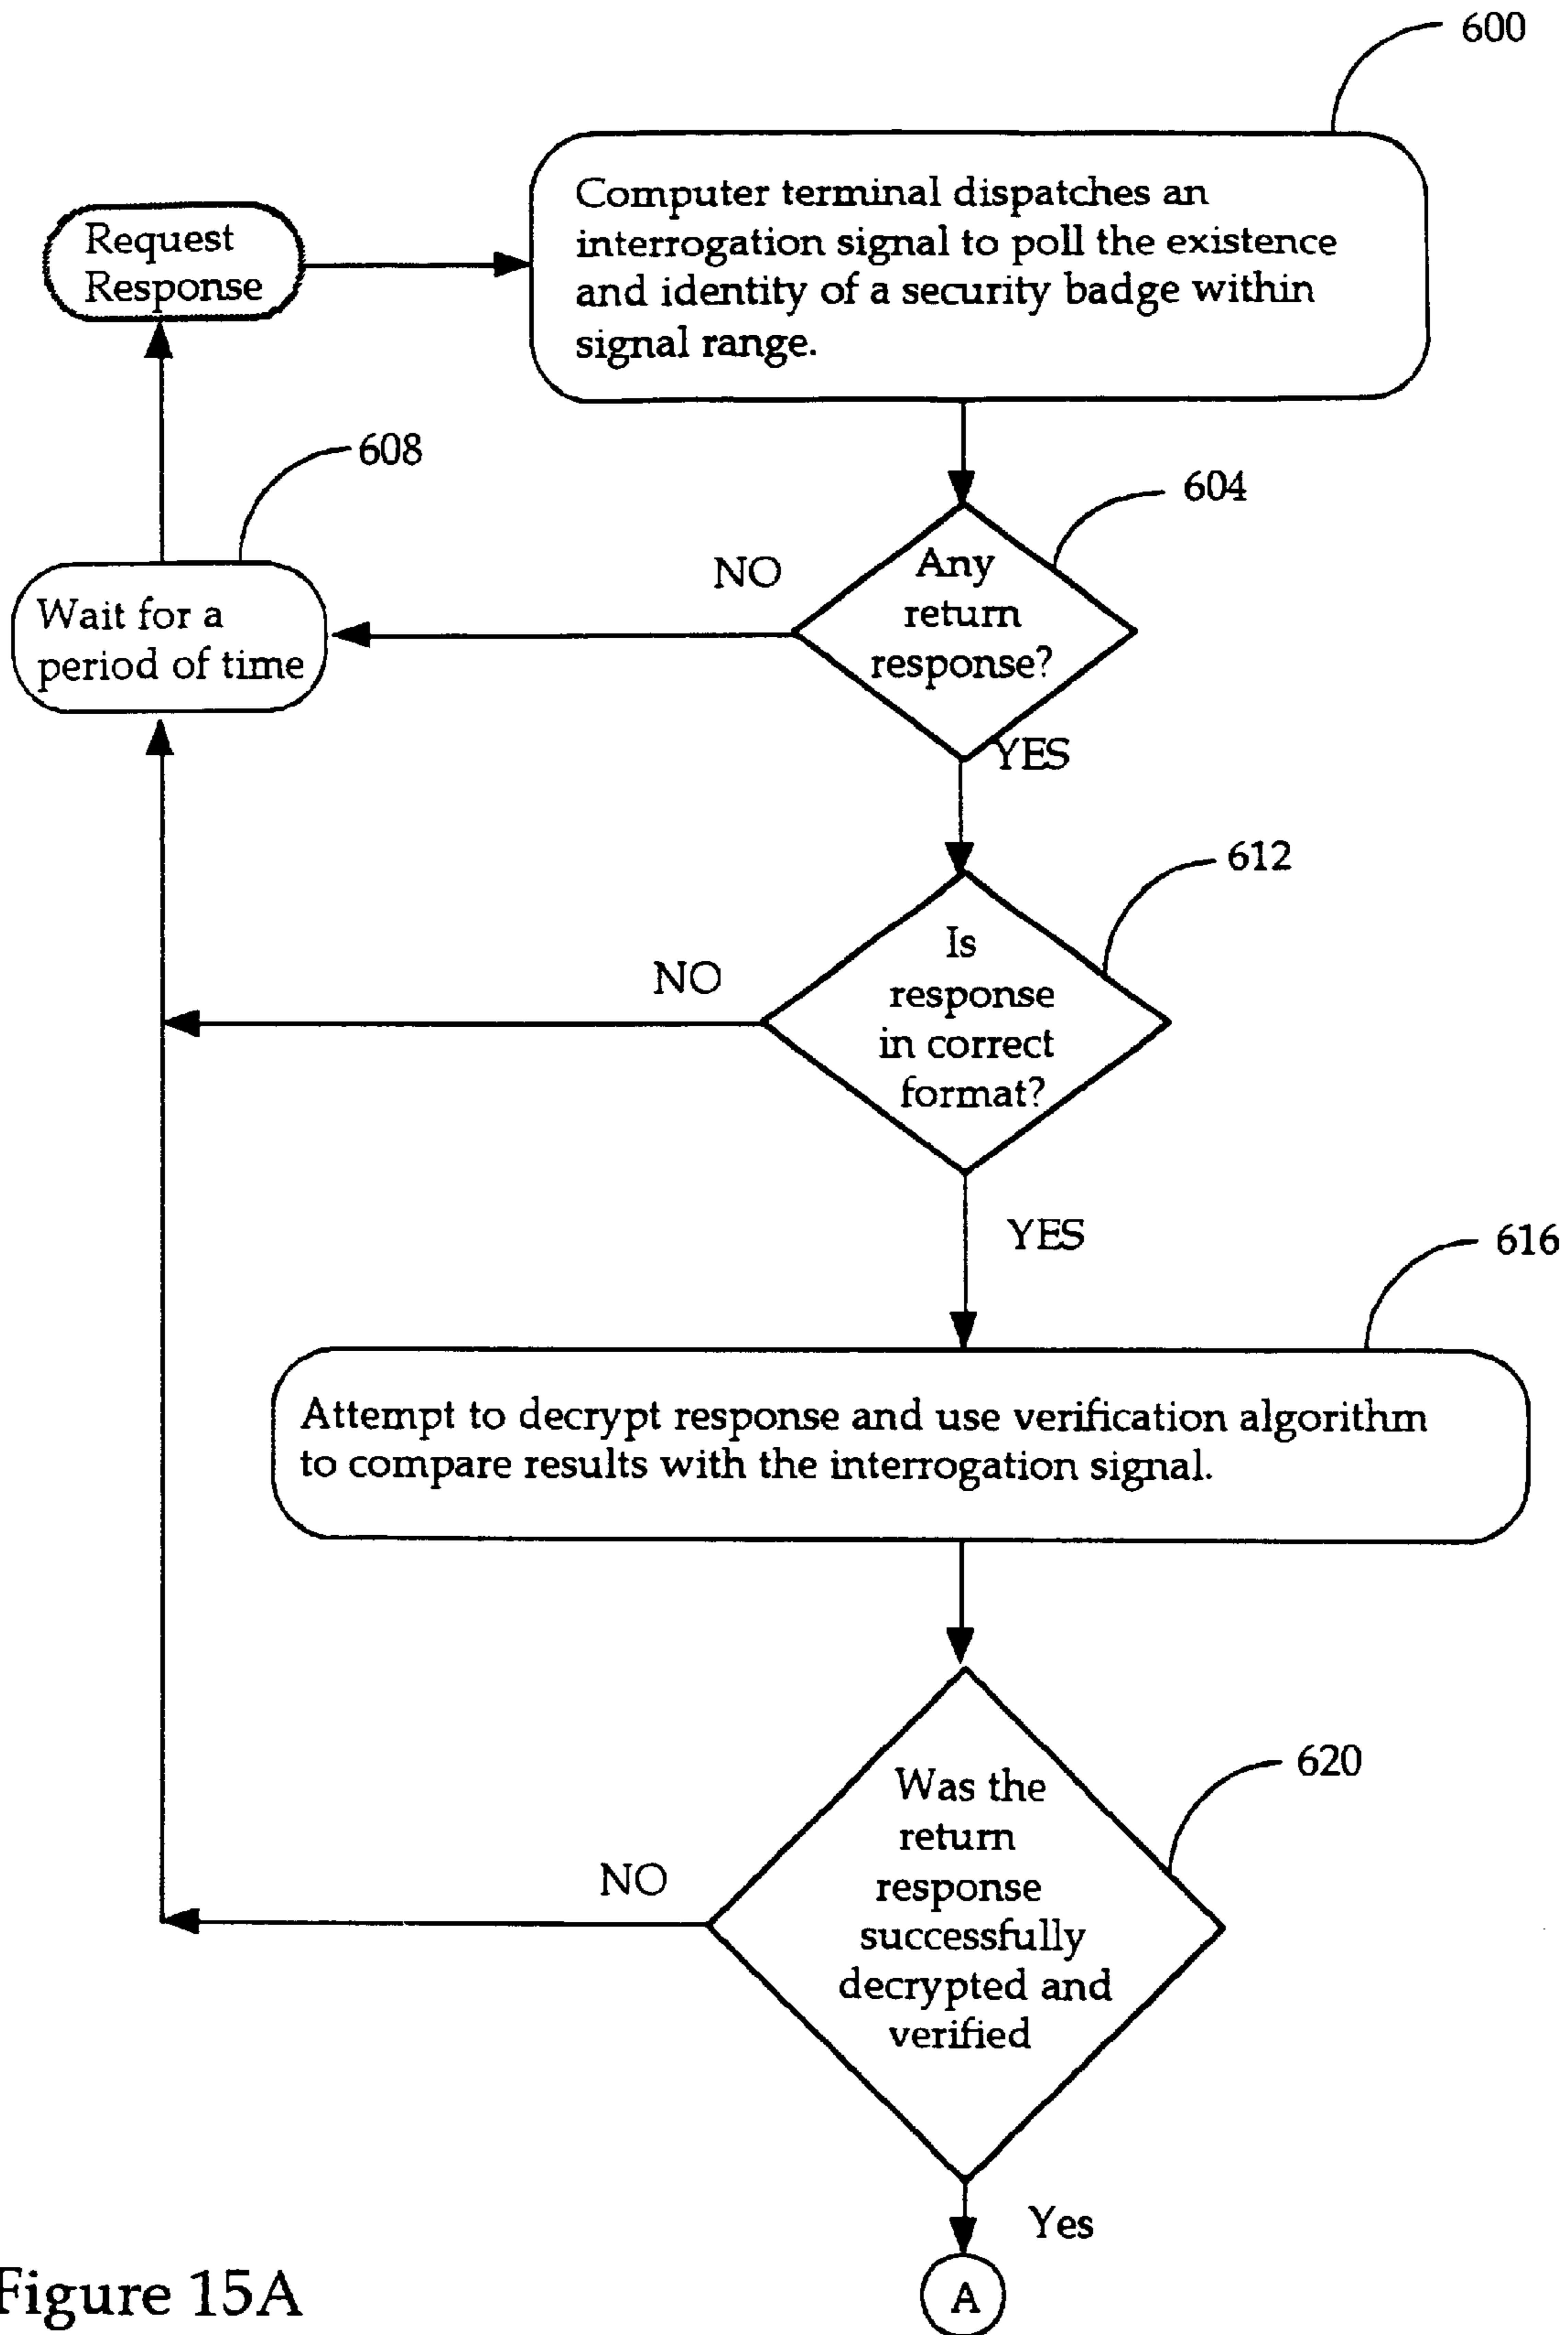 600
Request
Response
Computer terminal dispatches an
interrogation signal to poll the existence
and identity of a security badge within
signal range.
608
604
NO
Any
return
response?
Wait for a
period of time
YES
612
NO
Is
response
in correct
format?
YES
616
Attempt to decrypt response and use verification algorithm
to compare results with the interrogation signal.
620
NO
Was the
return
response
successfully
decrypted and
verified
Yes
A
Figure 15A